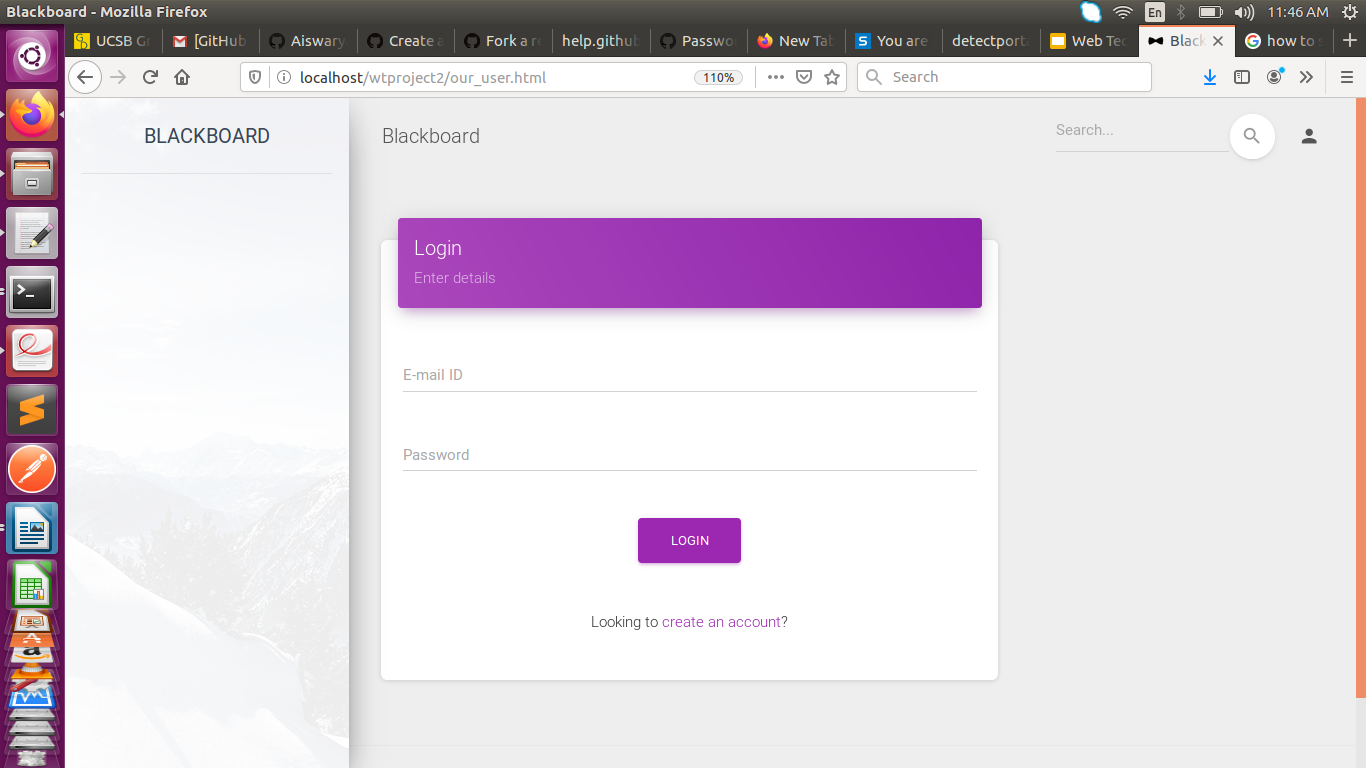 Blackboard - Mozilla Firefox
En
11:46 AM
UCSB Gr
[GitHub
Aiswary
Create a
Fork a re
help.github
Passwo
New Tab
You are
detectport
Web Tec
Black
how to s
localhost/wtproject2/our_user.html
110%
Search
BLACKBOARD
Blackboard
Search...
Login
Enter details
E-mail ID
Password
LOGIN
Looking to create an account?